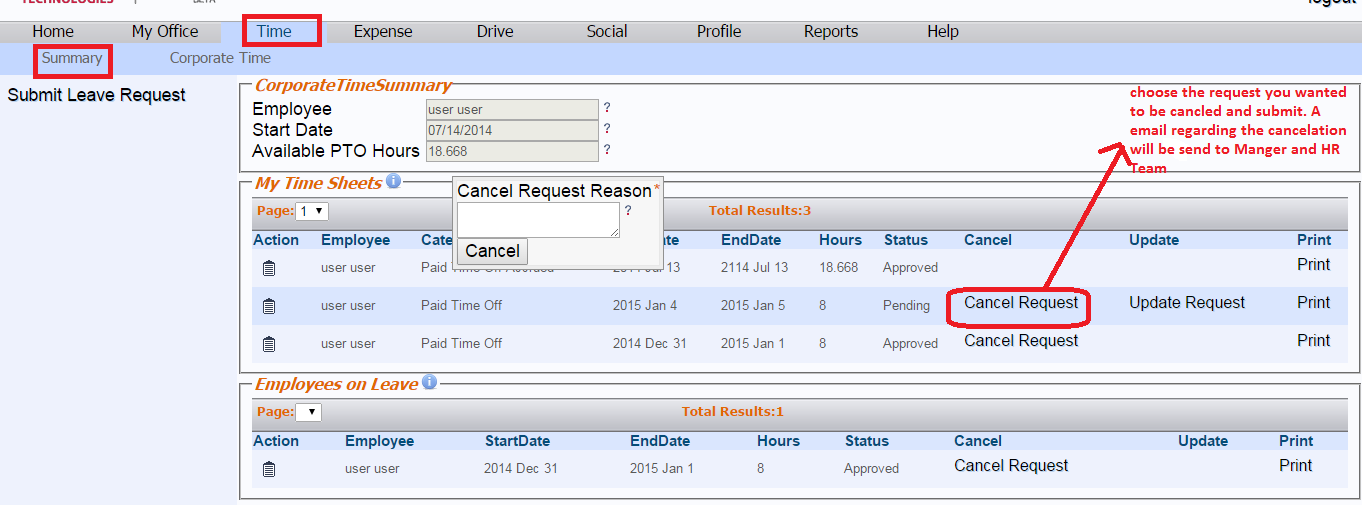 TECHNOLOGIES
BETA
logout
Home My Office Time Expense Drive Social Profile Reports Help
Summary Corporate Time
Submit Leave Request
CorporateTimeSummary
Employee user user ?
Start Date 07/14/2014 ?
Available PTO Hours 18.668 ?
choose the request you wanted
to be cancled and submit. A
email regarding the cancelation
will be send to Manger and HR
Team
My Time Sheets
Cancel Request Reason*
?
Cancel
Page: 1 Total Results:3
Action Employee EndDate Hours Status Cancel Update Print
user user Paid Time 2114 Jul 13 18.668 Approved Print
user user Paid Time Off 2015 Jan 4 2015 Jan 5 8 Pending Cancel Request Update Request Print
user user Paid Time Off 2014 Dec 31 2015 Jan 1 8 Approved Cancel Request Print
Employees on Leave
Page: Total Results:1
Action Employee StartDate EndDate Hours Status Cancel Update Print
user user 2014 Dec 31 2015 Jan 1 8 Approved Cancel Request Print